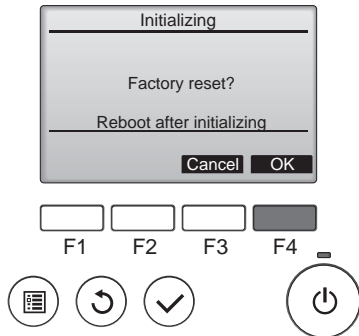 Initializing
Factory reset?
Reboot after initializing
Cancel OK
F1 F2 F3 F4